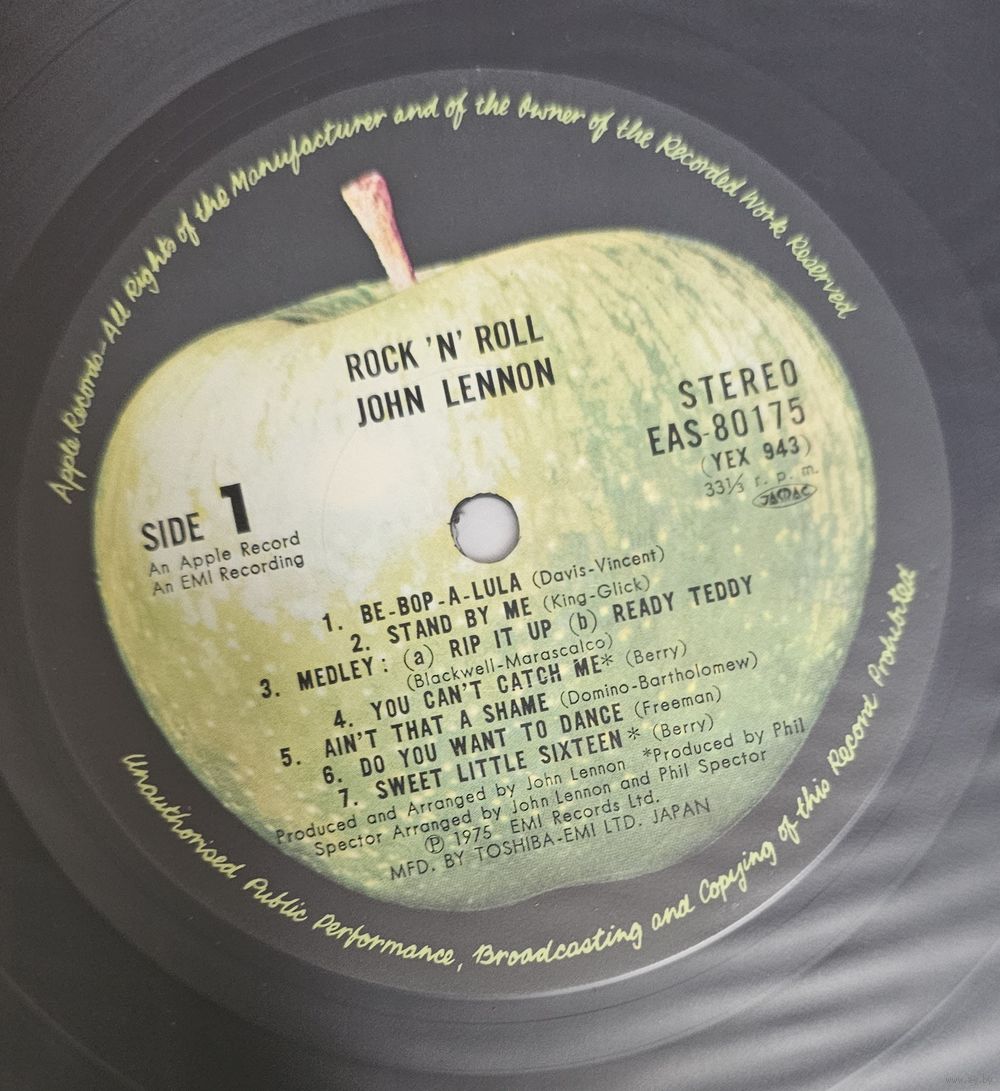 Apple Records-All Rights of the Manufacturer and of the Owner of the Recorded Work Reserved
ROCK 'N' ROLL
JOHN LENNON
STEREO
EAS-80175
(YEX 943)
33⅓ r. p. m.
JASRAC
SIDE 1
An Apple Record
An EMI Recording
1. BE-BOP-A-LULA (Davis-Vincent)
2. STAND BY ME (King-Glick)
3. MEDLEY: (a) RIP IT UP (b) READY TEDDY
(Blackwell-Marascalco)
4. YOU CAN'T CATCH ME* (Berry)
5. AIN'T THAT A SHAME (Domino-Bartholomew)
6. DO YOU WANT TO DANCE (Freeman)
7. SWEET LITTLE SIXTEEN* (Berry)
Produced and Arranged by John Lennon *Produced by Phil
Spector Arranged by John Lennon and Phil Spector
Ⓟ 1975 EMI Records Ltd.
MFD. BY TOSHIBA-EMI LTD. JAPAN
Unauthorised Public Performance, Broadcasting and Copying of this Record Prohibited